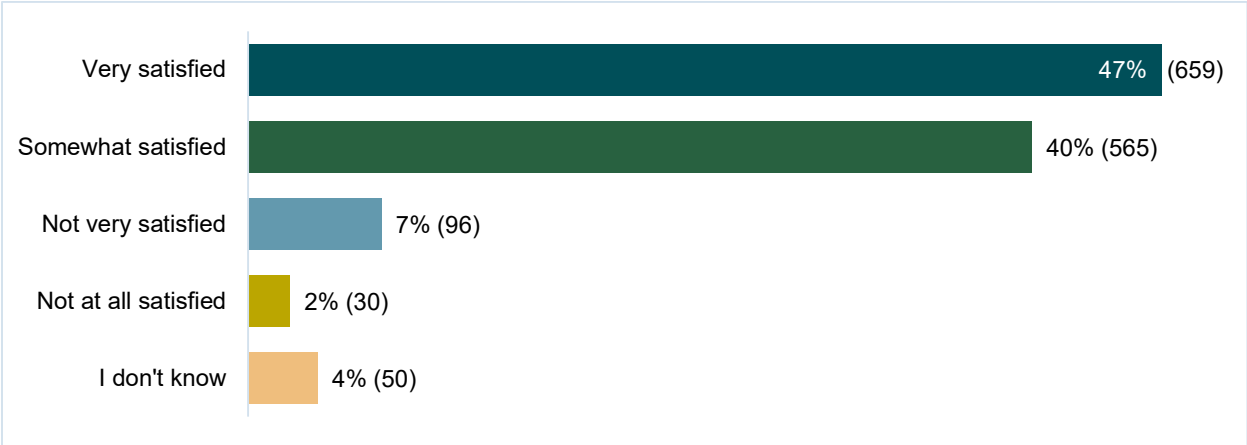 Very satisfied 47% (659)
Somewhat satisfied 40% (565)
Not very satisfied 7% (96)
Not at all satisfied 2% (30)
I don't know 4% (50)